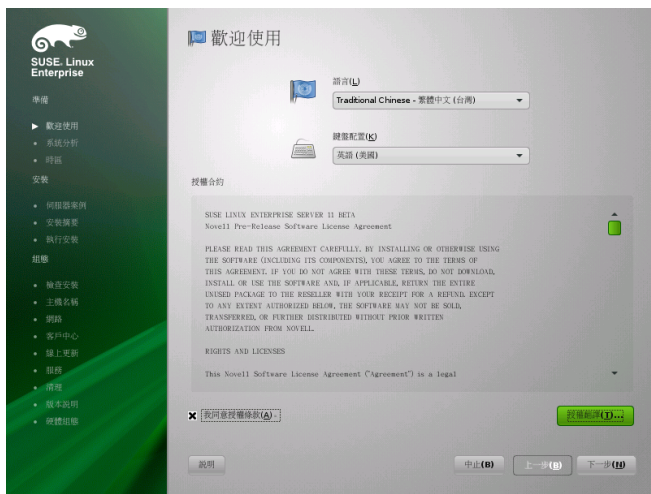 SUSE. Linux
Enterprise
準備
歡迎使用
系統分析
時區
安裝
伺服器案例
安裝摘要
執行安裝
組態
檢查安裝
主機名稱
網路
客戶中心
線上更新
服務
清理
版本說明
硬體組態
歡迎使用
語言(L)
Traditional Chinese - 繁體中文 (台灣)
鍵盤配置(K)
英語 (美國)
授權合約
SUSE LINUX ENTERPRISE SERVER 11 BETA
Novell Pre-Release Software License Agreement
PLEASE READ THIS AGREEMENT CAREFULLY. BY INSTALLING OR OTHERWISE USING
THE SOFTWARE (INCLUDING ITS COMPONENTS), YOU AGREE TO THE TERMS OF
THIS AGREEMENT. IF YOU DO NOT AGREE WITH THESE TERMS, DO NOT DOWNLOAD,
INSTALL OR USE THE SOFTWARE AND, IF APPLICABLE, RETURN THE ENTIRE
UNUSED PACKAGE TO THE RESELLER WITH YOUR RECEIPT FOR A REFUND. EXCEPT
TO ANY EXTENT AUTHORIZED BELOW, THE SOFTWARE MAY NOT BE SOLD,
TRANSFERRED, OR FURTHER DISTRIBUTED WITHOUT PRIOR WRITTEN
AUTHORIZATION FROM NOVELL.
RIGHTS AND LICENSES
This Novell Software License Agreement ("Agreement") is a legal
我同意授權條款(A)。
授權翻譯(T)...
說明
中止(R)
上一步(B)
下一步(N)